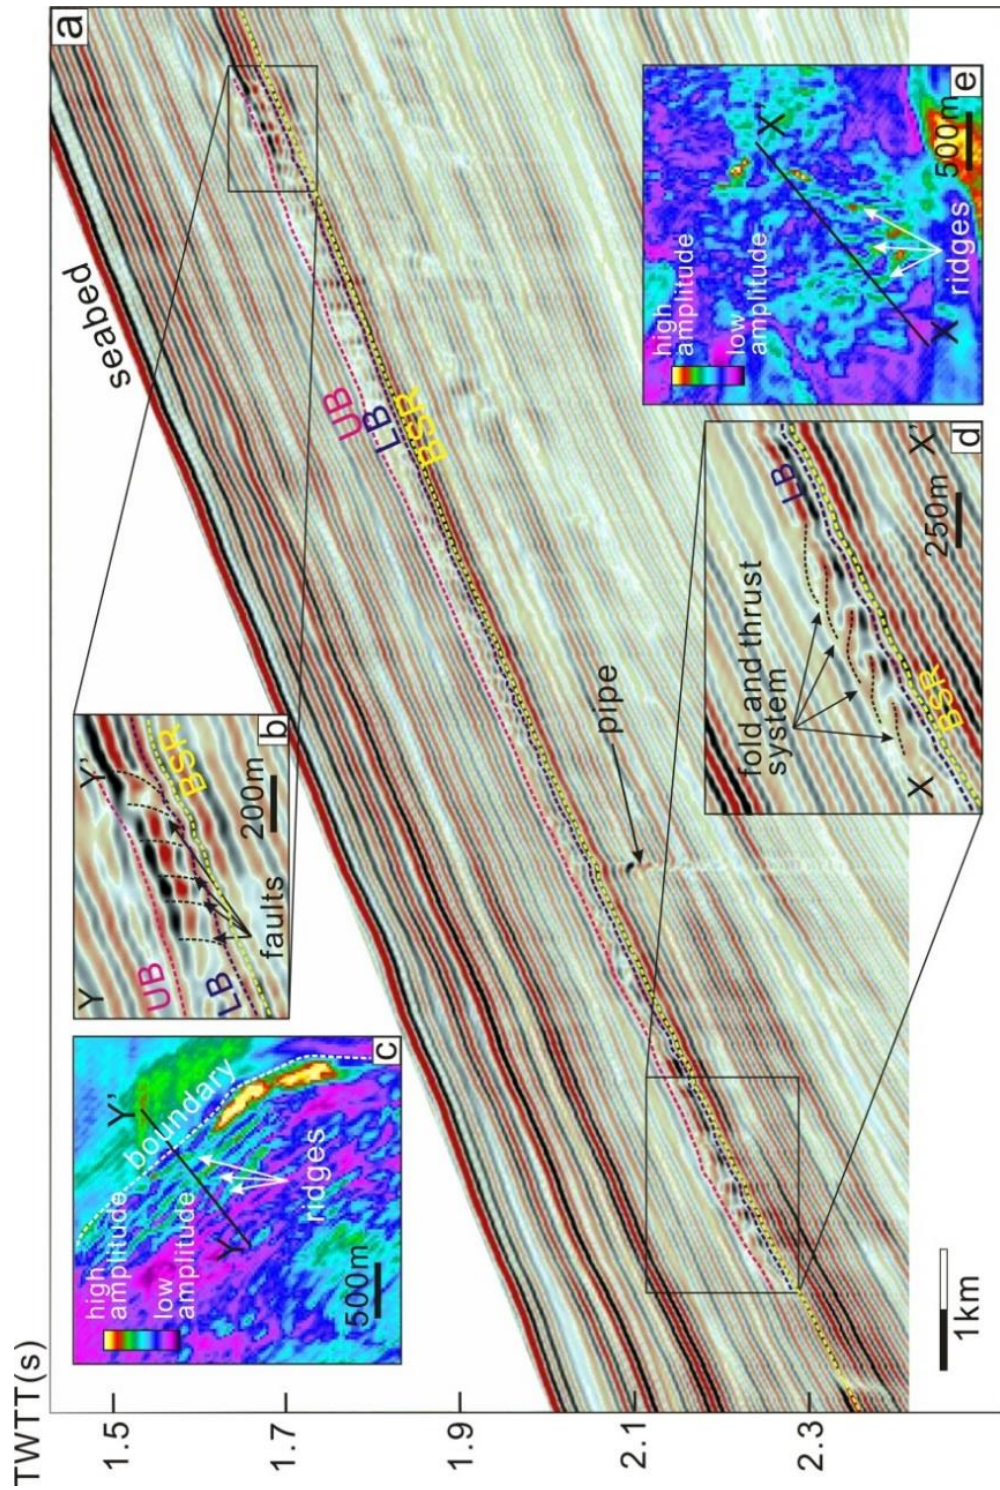 TWTT(s)
1.5
1.7
1.9
2.1
2.3
1km
a
seabed
UB
LB
BSR
pipe
b
Y
Y'
UB
LB
BSR
faults
200m
c
high
amplitude
low
amplitude
Y
Y'
boundary
ridges
500m
d
X
X'
fold and thrust
system
LB
BSR
250m
e
high
amplitude
low
amplitude
X
X'
ridges
500m